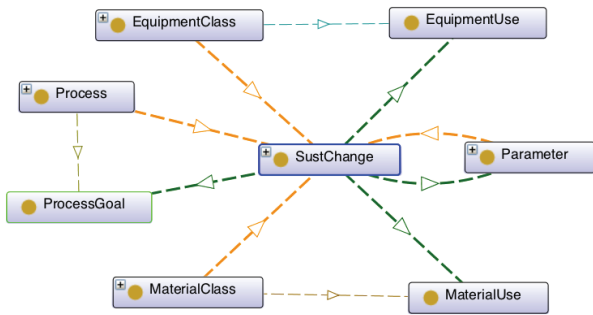 EquipmentClass
EquipmentUse
Process
SustChange
Parameter
ProcessGoal
MaterialClass
MaterialUse